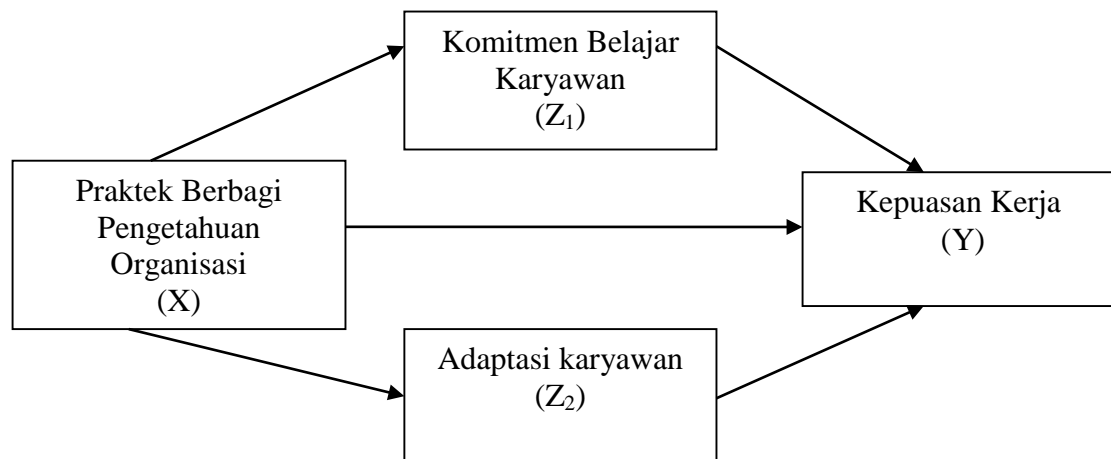 Komitmen Belajar
Karyawan
(Z₁)
Praktek Berbagi
Pengetahuan
Organisasi
(X)
Kepuasan Kerja
(Y)
Adaptasi karyawan
(Z₂)